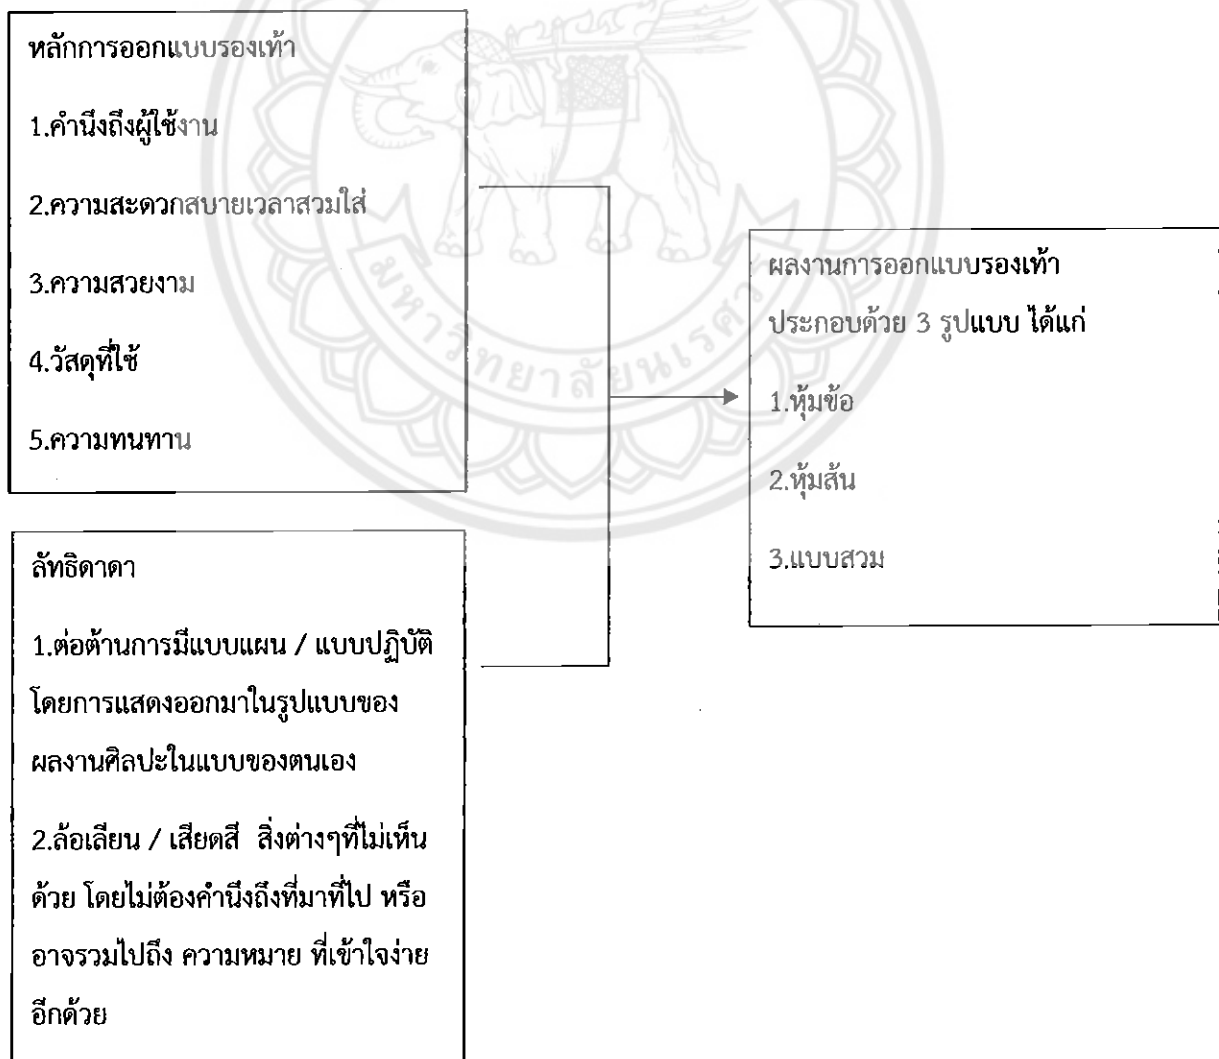 หลักการออกแบบรองเท้า
1.คำนึงถึงผู้ใช้งาน
2.ความสะดวกสบายเวลาสวมใส่
3.ความสวยงาม
4.วัสดุที่ใช้
5.ความทนทาน
ลัทธิดาดา
1.ต่อต้านการมีแบบแผน / แบบปฏิบัติ
โดยการแสดงออกมาในรูปแบบของ
ผลงานศิลปะในแบบของตนเอง
2.ล้อเลียน / เสียดสี สิ่งต่างๆที่ไม่เห็น
ด้วย โดยไม่ต้องคำนึงถึงที่มาที่ไป หรือ
อาจรวมไปถึง ความหมาย ที่เข้าใจง่าย
อีกด้วย
ผลงานการออกแบบรองเท้า
ประกอบด้วย 3 รูปแบบ ได้แก่
1.หุ้มข้อ
2.หุ้มส้น
3.แบบสวม
มหาวิทยาลัยนเรศวร